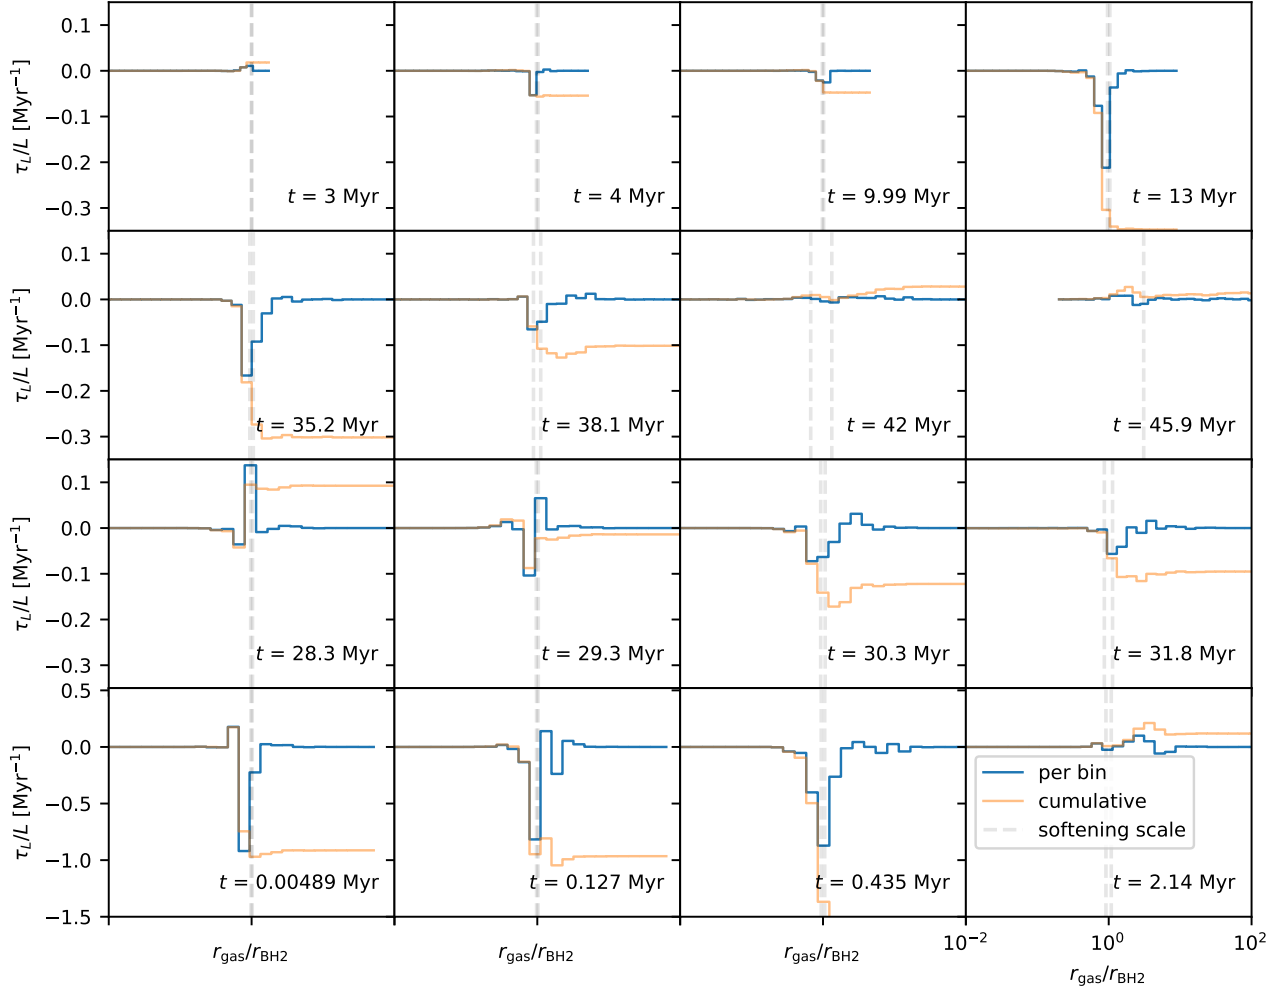 0.1
0.0
−0.1
−0.2
−0.3
τL/L [Myr−1]
t = 3 Myr
t = 4 Myr
t = 9.99 Myr
t = 13 Myr
0.1
0.0
−0.1
−0.2
−0.3
τL/L [Myr−1]
t = 35.2 Myr
t = 38.1 Myr
t = 42 Myr
t = 45.9 Myr
0.1
0.0
−0.1
−0.2
−0.3
τL/L [Myr−1]
t = 28.3 Myr
t = 29.3 Myr
t = 30.3 Myr
t = 31.8 Myr
0.5
0.0
−0.5
−1.0
−1.5
τL/L [Myr−1]
t = 0.00489 Myr
t = 0.127 Myr
t = 0.435 Myr
t = 2.14 Myr
per bin
cumulative
softening scale
10−2
100
102
rgas/rBH2
rgas/rBH2
rgas/rBH2
rgas/rBH2